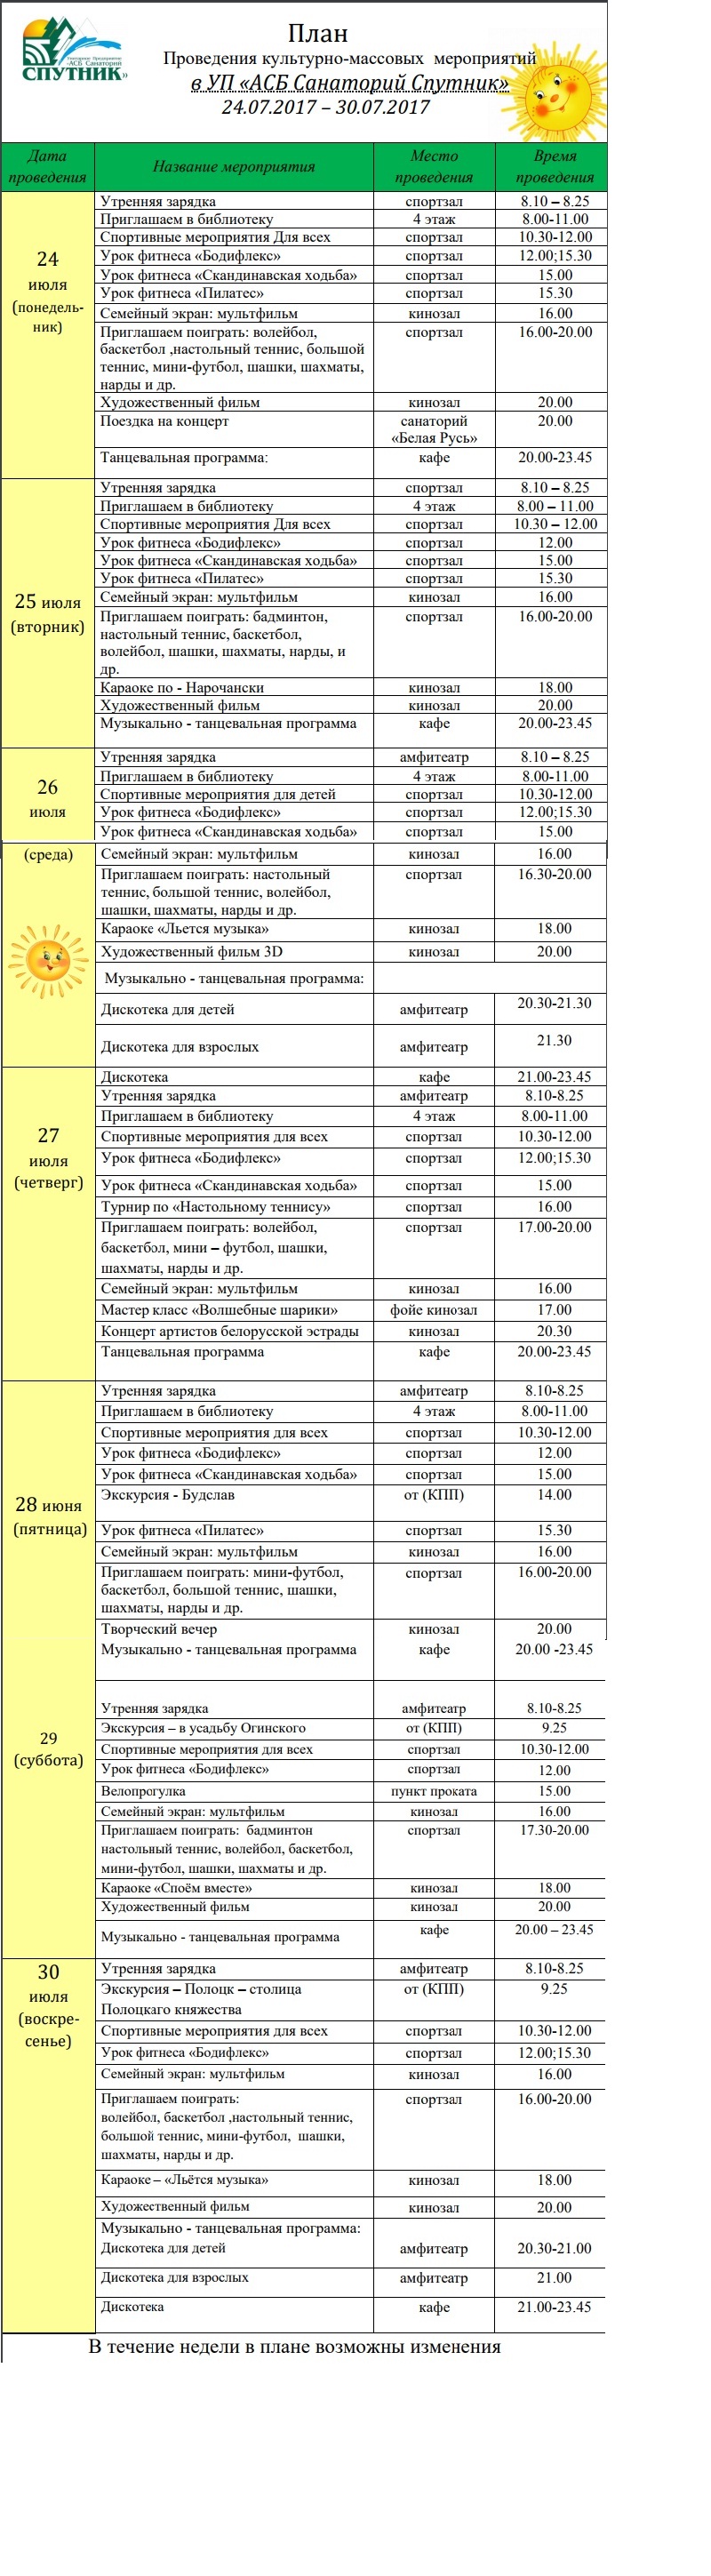 План
Проведения культурно-массовых мероприятий
в УП «АСБ Санаторий Спутник»
24.07.2017 – 30.07.2017
«АСБ Санаторий
СПУТНИК»
Дата проведения Название мероприятия Место проведения Время проведения
24 июля (понедель-ник)
Утренняя зарядка спортзал 8.10 – 8.25
Приглашаем в библиотеку 4 этаж 8.00-11.00
Спортивные мероприятия Для всех спортзал 10.30-12.00
Урок фитнеса «Бодифлекс» спортзал 12.00;15.30
Урок фитнеса «Скандинавская ходьба» спортзал 15.00
Урок фитнеса «Пилатес» спортзал 15.30
Семейный экран: мультфильм кинозал 16.00
Приглашаем поиграть: волейбол, спортзал 16.00-20.00
баскетбол ,настольный теннис, большой
теннис, мини-футбол, шашки, шахматы,
нарды и др.
Художественный фильм кинозал 20.00
Поездка на концерт санаторий 20.00
«Белая Русь»
Танцевальная программа: кафе 20.00-23.45
25 июля (вторник)
Утренняя зарядка спортзал 8.10 – 8.25
Приглашаем в библиотеку 4 этаж 8.00 – 11.00
Спортивные мероприятия Для всех спортзал 10.30 – 12.00
Урок фитнеса «Бодифлекс» спортзал 12.00
Урок фитнеса «Скандинавская ходьба» спортзал 15.00
Урок фитнеса «Пилатес» спортзал 15.30
Семейный экран: мультфильм кинозал 16.00
Приглашаем поиграть: бадминтон, спортзал 16.00-20.00
настольный теннис, баскетбол,
волейбол, шашки, шахматы, нарды, и
др.
Караоке по - Нарочански кинозал 18.00
Художественный фильм кинозал 20.00
Музыкально - танцевальная программа кафе 20.00-23.45
26 июля
Утренняя зарядка амфитеатр 8.10 – 8.25
Приглашаем в библиотеку 4 этаж 8.00-11.00
Спортивные мероприятия для детей спортзал 10.30-12.00
Урок фитнеса «Бодифлекс» спортзал 12.00;15.30
Урок фитнеса «Скандинавская ходьба» спортзал 15.00
(среда) Семейный экран: мультфильм кинозал 16.00
Приглашаем поиграть: настольный спортзал 16.30-20.00
теннис, большой теннис, волейбол,
шашки, шахматы, нарды и др.
Караоке «Льется музыка» кинозал 18.00
Художественный фильм 3D кинозал 20.00
Музыкально - танцевальная программа:
Дискотека для детей амфитеатр 20.30-21.30
Дискотека для взрослых амфитеатр 21.30
Дискотека кафе 21.00-23.45
27 июля (четверг)
Утренняя зарядка амфитеатр 8.10-8.25
Приглашаем в библиотеку 4 этаж 8.00-11.00
Спортивные мероприятия для всех спортзал 10.30-12.00
Урок фитнеса «Бодифлекс» спортзал 12.00;15.30
Урок фитнеса «Скандинавская ходьба» спортзал 15.00
Турнир по «Настольному теннису» спортзал 16.00
Приглашаем поиграть: волейбол, спортзал 17.00-20.00
баскетбол, мини – футбол, шашки,
шахматы, нарды и др.
Семейный экран: мультфильм кинозал 16.00
Мастер класс «Волшебные шарики» фойе кинозал 17.00
Концерт артистов белорусской эстрады кинозал 20.30
Танцевальная программа кафе 20.00-23.45
28 июня (пятница)
Утренняя зарядка амфитеатр 8.10-8.25
Приглашаем в библиотеку 4 этаж 8.00-11.00
Спортивные мероприятия для всех спортзал 10.30-12.00
Урок фитнеса «Бодифлекс» спортзал 12.00
Урок фитнеса «Скандинавская ходьба» спортзал 15.00
Экскурсия - Будслав от (КПП) 14.00
Урок фитнеса «Пилатес» спортзал 15.30
Семейный экран: мультфильм кинозал 16.00
Приглашаем поиграть: мини-футбол, спортзал 16.00-20.00
баскетбол, большой теннис, шашки,
шахматы, нарды и др.
Творческий вечер кинозал 20.00
Музыкально - танцевальная программа кафе 20.00 -23.45
29 (суббота)
Утренняя зарядка амфитеатр 8.10-8.25
Экскурсия – в усадьбу Огинского от (КПП) 9.25
Спортивные мероприятия для всех спортзал 10.30-12.00
Урок фитнеса «Бодифлекс» спортзал 12.00
Велопрогулка пункт проката 15.00
Семейный экран: мультфильм кинозал 16.00
Приглашаем поиграть: бадминтон спортзал 17.30-20.00
настольный теннис, волейбол, баскетбол,
мини-футбол, шашки, шахматы и др.
Караоке «Споём вместе» кинозал 18.00
Художественный фильм кинозал 20.00
Музыкально - танцевальная программа кафе 20.00 – 23.45
30 июля (воскре-сенье)
Утренняя зарядка амфитеатр 8.10-8.25
Экскурсия – Полоцк – столица от (КПП) 9.25
Полоцкаго княжества
Спортивные мероприятия для всех спортзал 10.30-12.00
Урок фитнеса «Бодифлекс» спортзал 12.00;15.30
Семейный экран: мультфильм кинозал 16.00
Приглашаем поиграть: спортзал 16.00-20.00
волейбол, баскетбол ,настольный теннис,
большой теннис, мини-футбол, шашки,
шахматы, нарды и др.
Караоке – «Льётся музыка» кинозал 18.00
Художественный фильм кинозал 20.00
Музыкально - танцевальная программа:
Дискотека для детей амфитеатр 20.30-21.00
Дискотека для взрослых амфитеатр 21.00
Дискотека кафе 21.00-23.45
В течение недели в плане возможны изменения